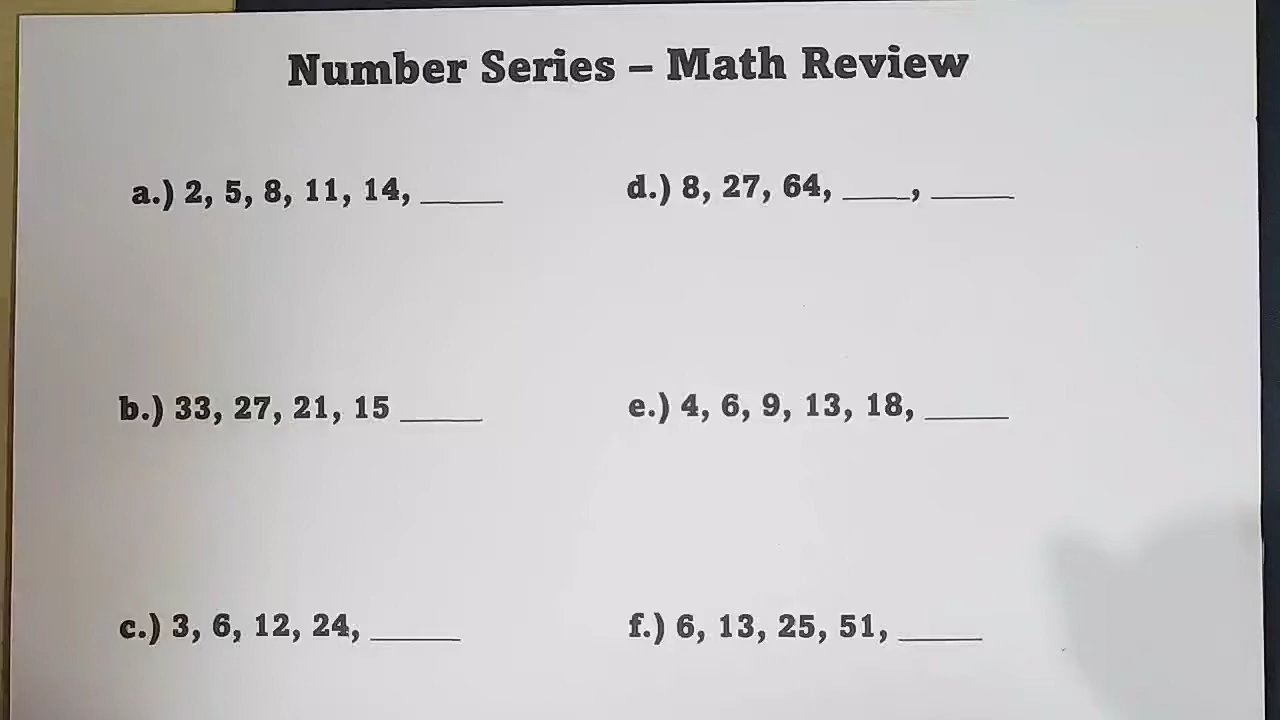 Number Series – Math Review
a.) 2, 5, 8, 11, 14, _____
d.) 8, 27, 64, ____, _____
b.) 33, 27, 21, 15 _____
e.) 4, 6, 9, 13, 18, _____
c.) 3, 6, 12, 24, _____
f.) 6, 13, 25, 51, _____